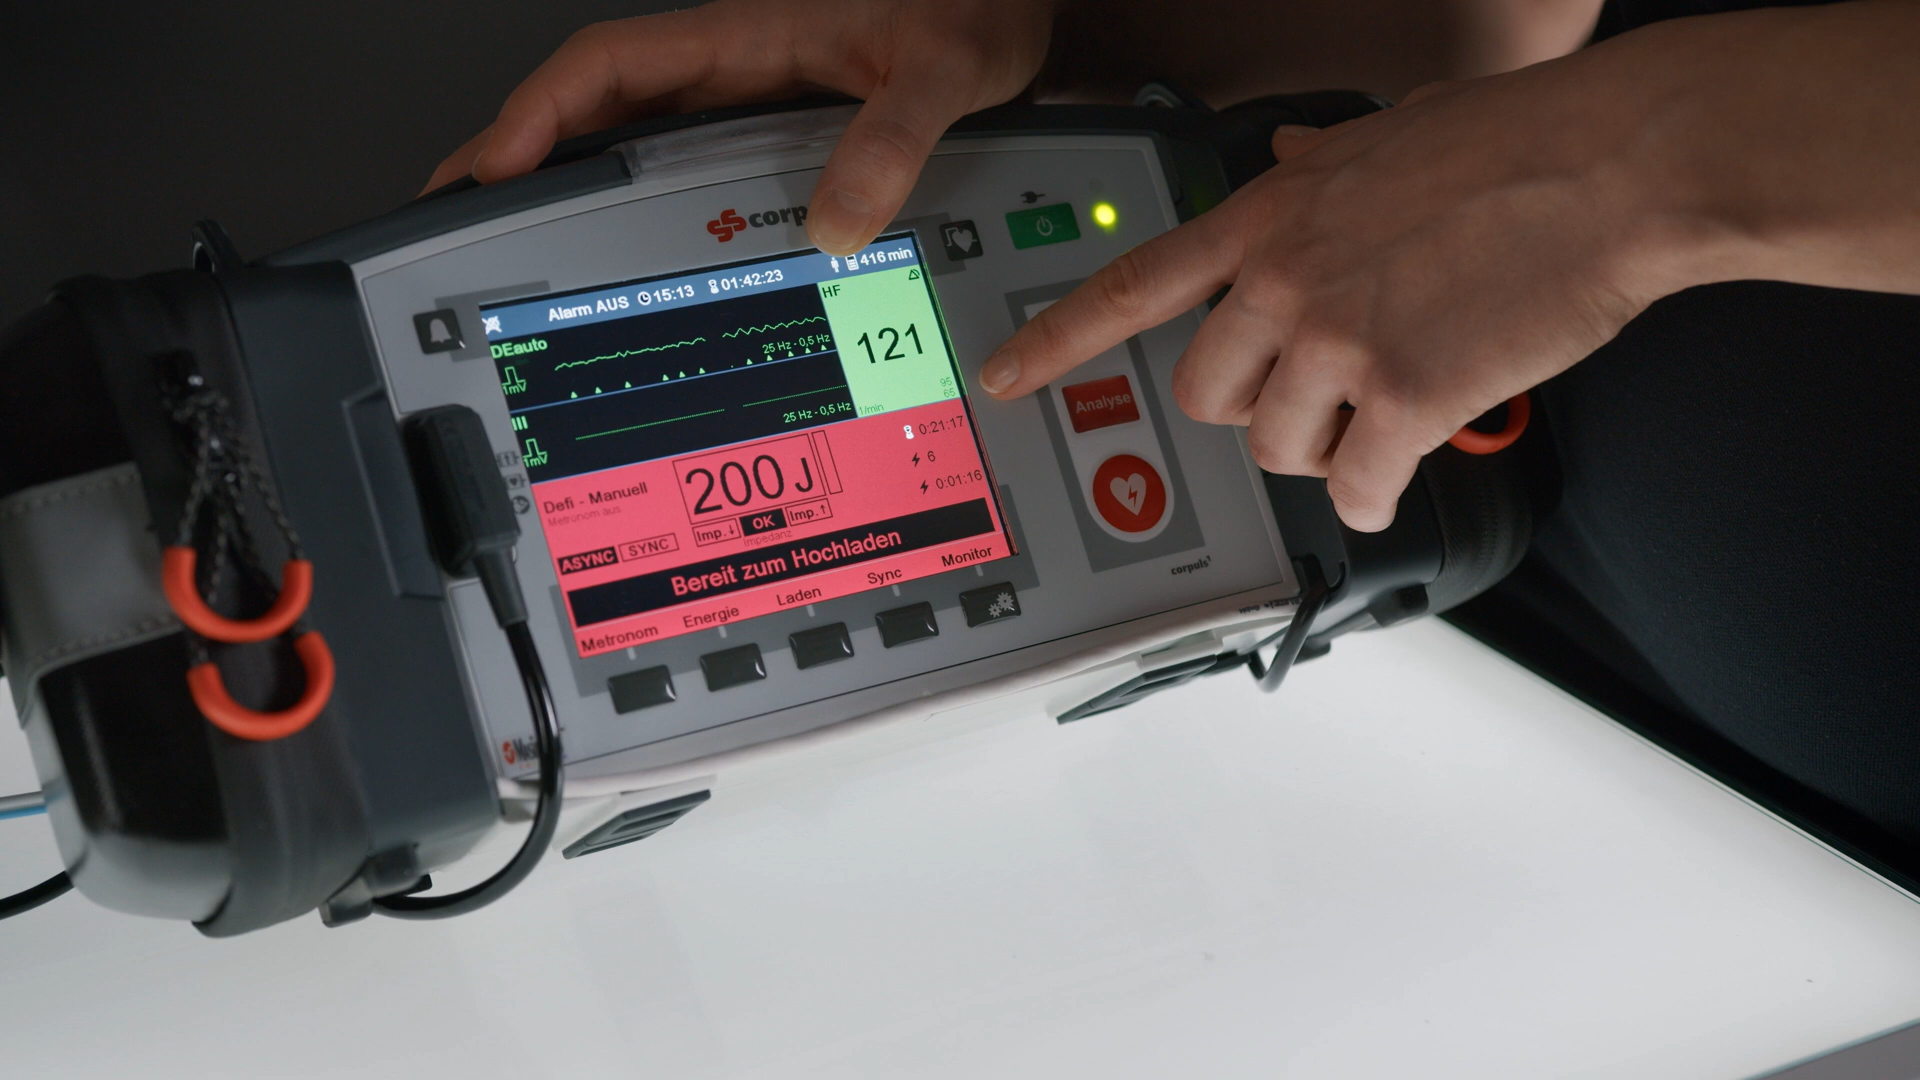 corp
Alarm AUS 15:13 01:42:23 416 min
DEauto
1mV
25 Hz - 0,5 Hz
HF
121
95
65
1/min
III
1mV
25 Hz - 0,5 Hz
Defi - Manuell
Metronom aus
200 J
Imp.↓ OK Imp.↑
Impedanz
0:21:17
6
0:01:16
ASYNC SYNC
Bereit zum Hochladen
Metronom Energie Laden Sync Monitor
Analyse
corpuls¹